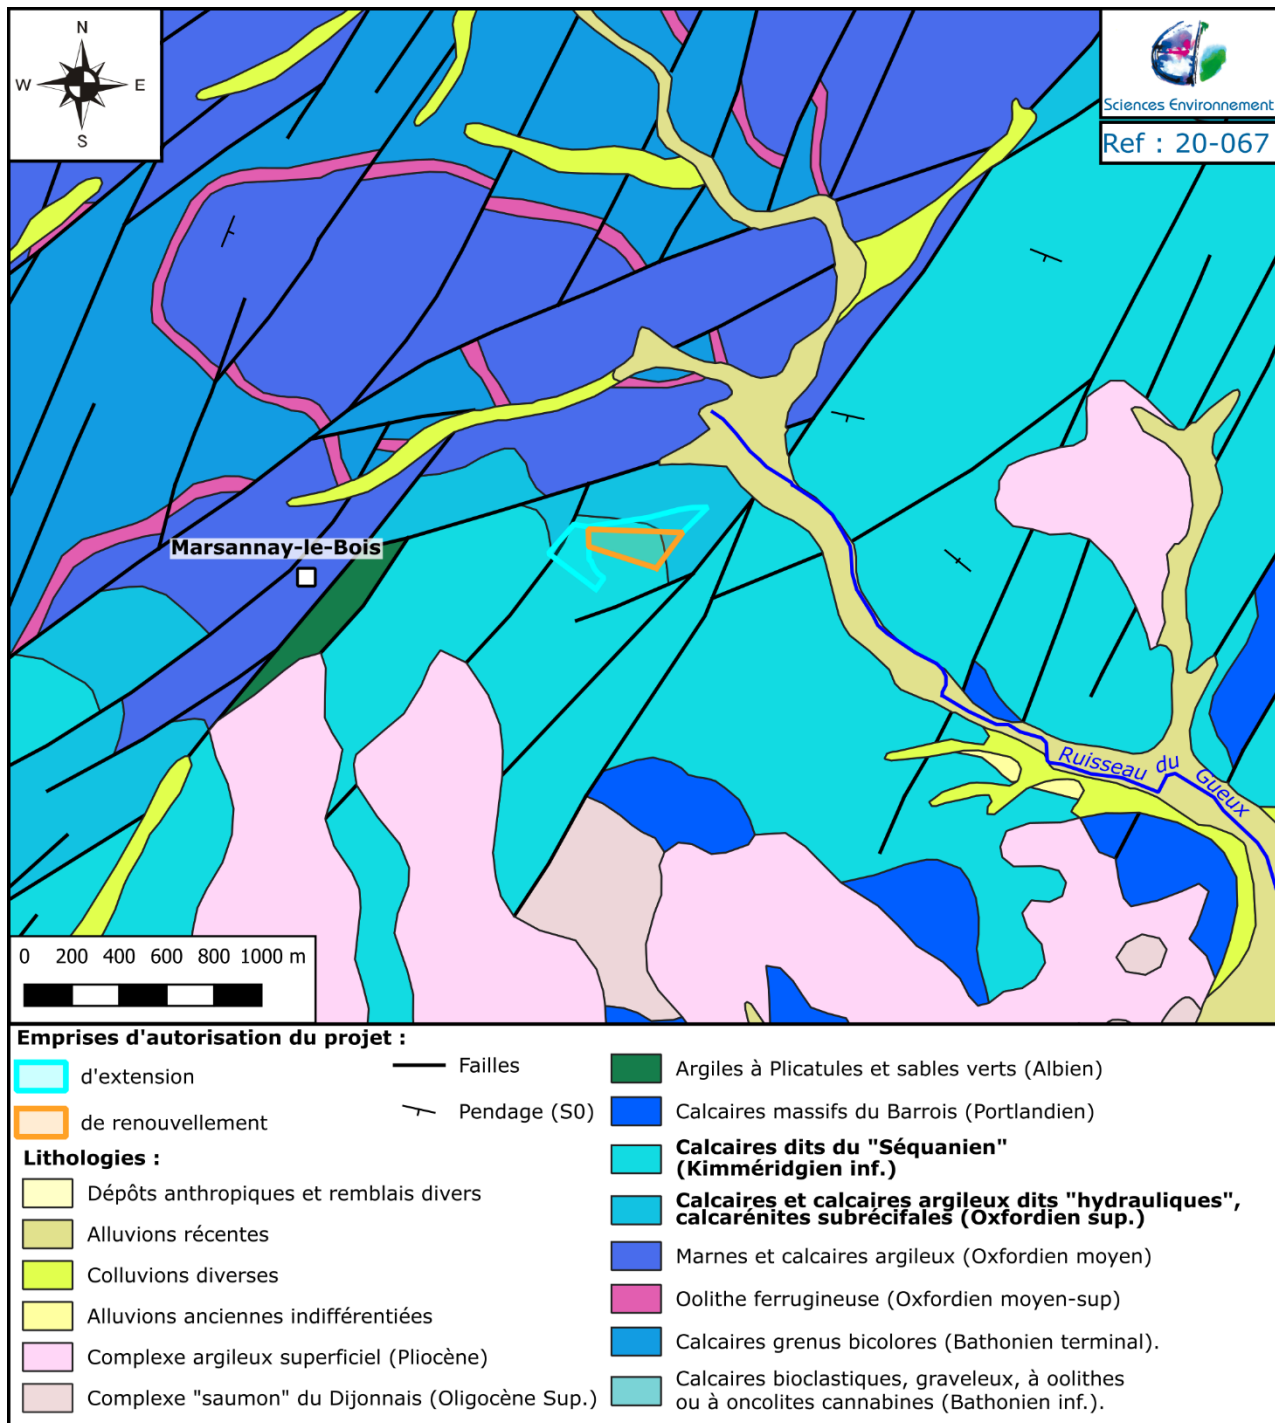 N
W
E
S
Sciences Environnement
Ref : 20-067
Marsannay-le-Bois
Ruisseau du Gueux
0 200 400 600 800 1000 m
Emprises d'autorisation du projet :
d'extension
de renouvellement
Failles
Pendage (S0)
Lithologies :
Dépôts anthropiques et remblais divers
Alluvions récentes
Colluvions diverses
Alluvions anciennes indifférentiées
Complexe argileux superficiel (Pliocène)
Complexe "saumon" du Dijonnais (Oligocène Sup.)
Argiles à Plicatules et sables verts (Albien)
Calcaires massifs du Barrois (Portlandien)
Calcaires dits du "Séquanien"
(Kimméridgien inf.)
Calcaires et calcaires argileux dits "hydrauliques",
calcarénites subrécifales (Oxfordien sup.)
Marnes et calcaires argileux (Oxfordien moyen)
Oolithe ferrugineuse (Oxfordien moyen-sup)
Calcaires grenus bicolores (Bathonien terminal).
Calcaires bioclastiques, graveleux, à oolithes
ou à oncolites cannabines (Bathonien inf.).